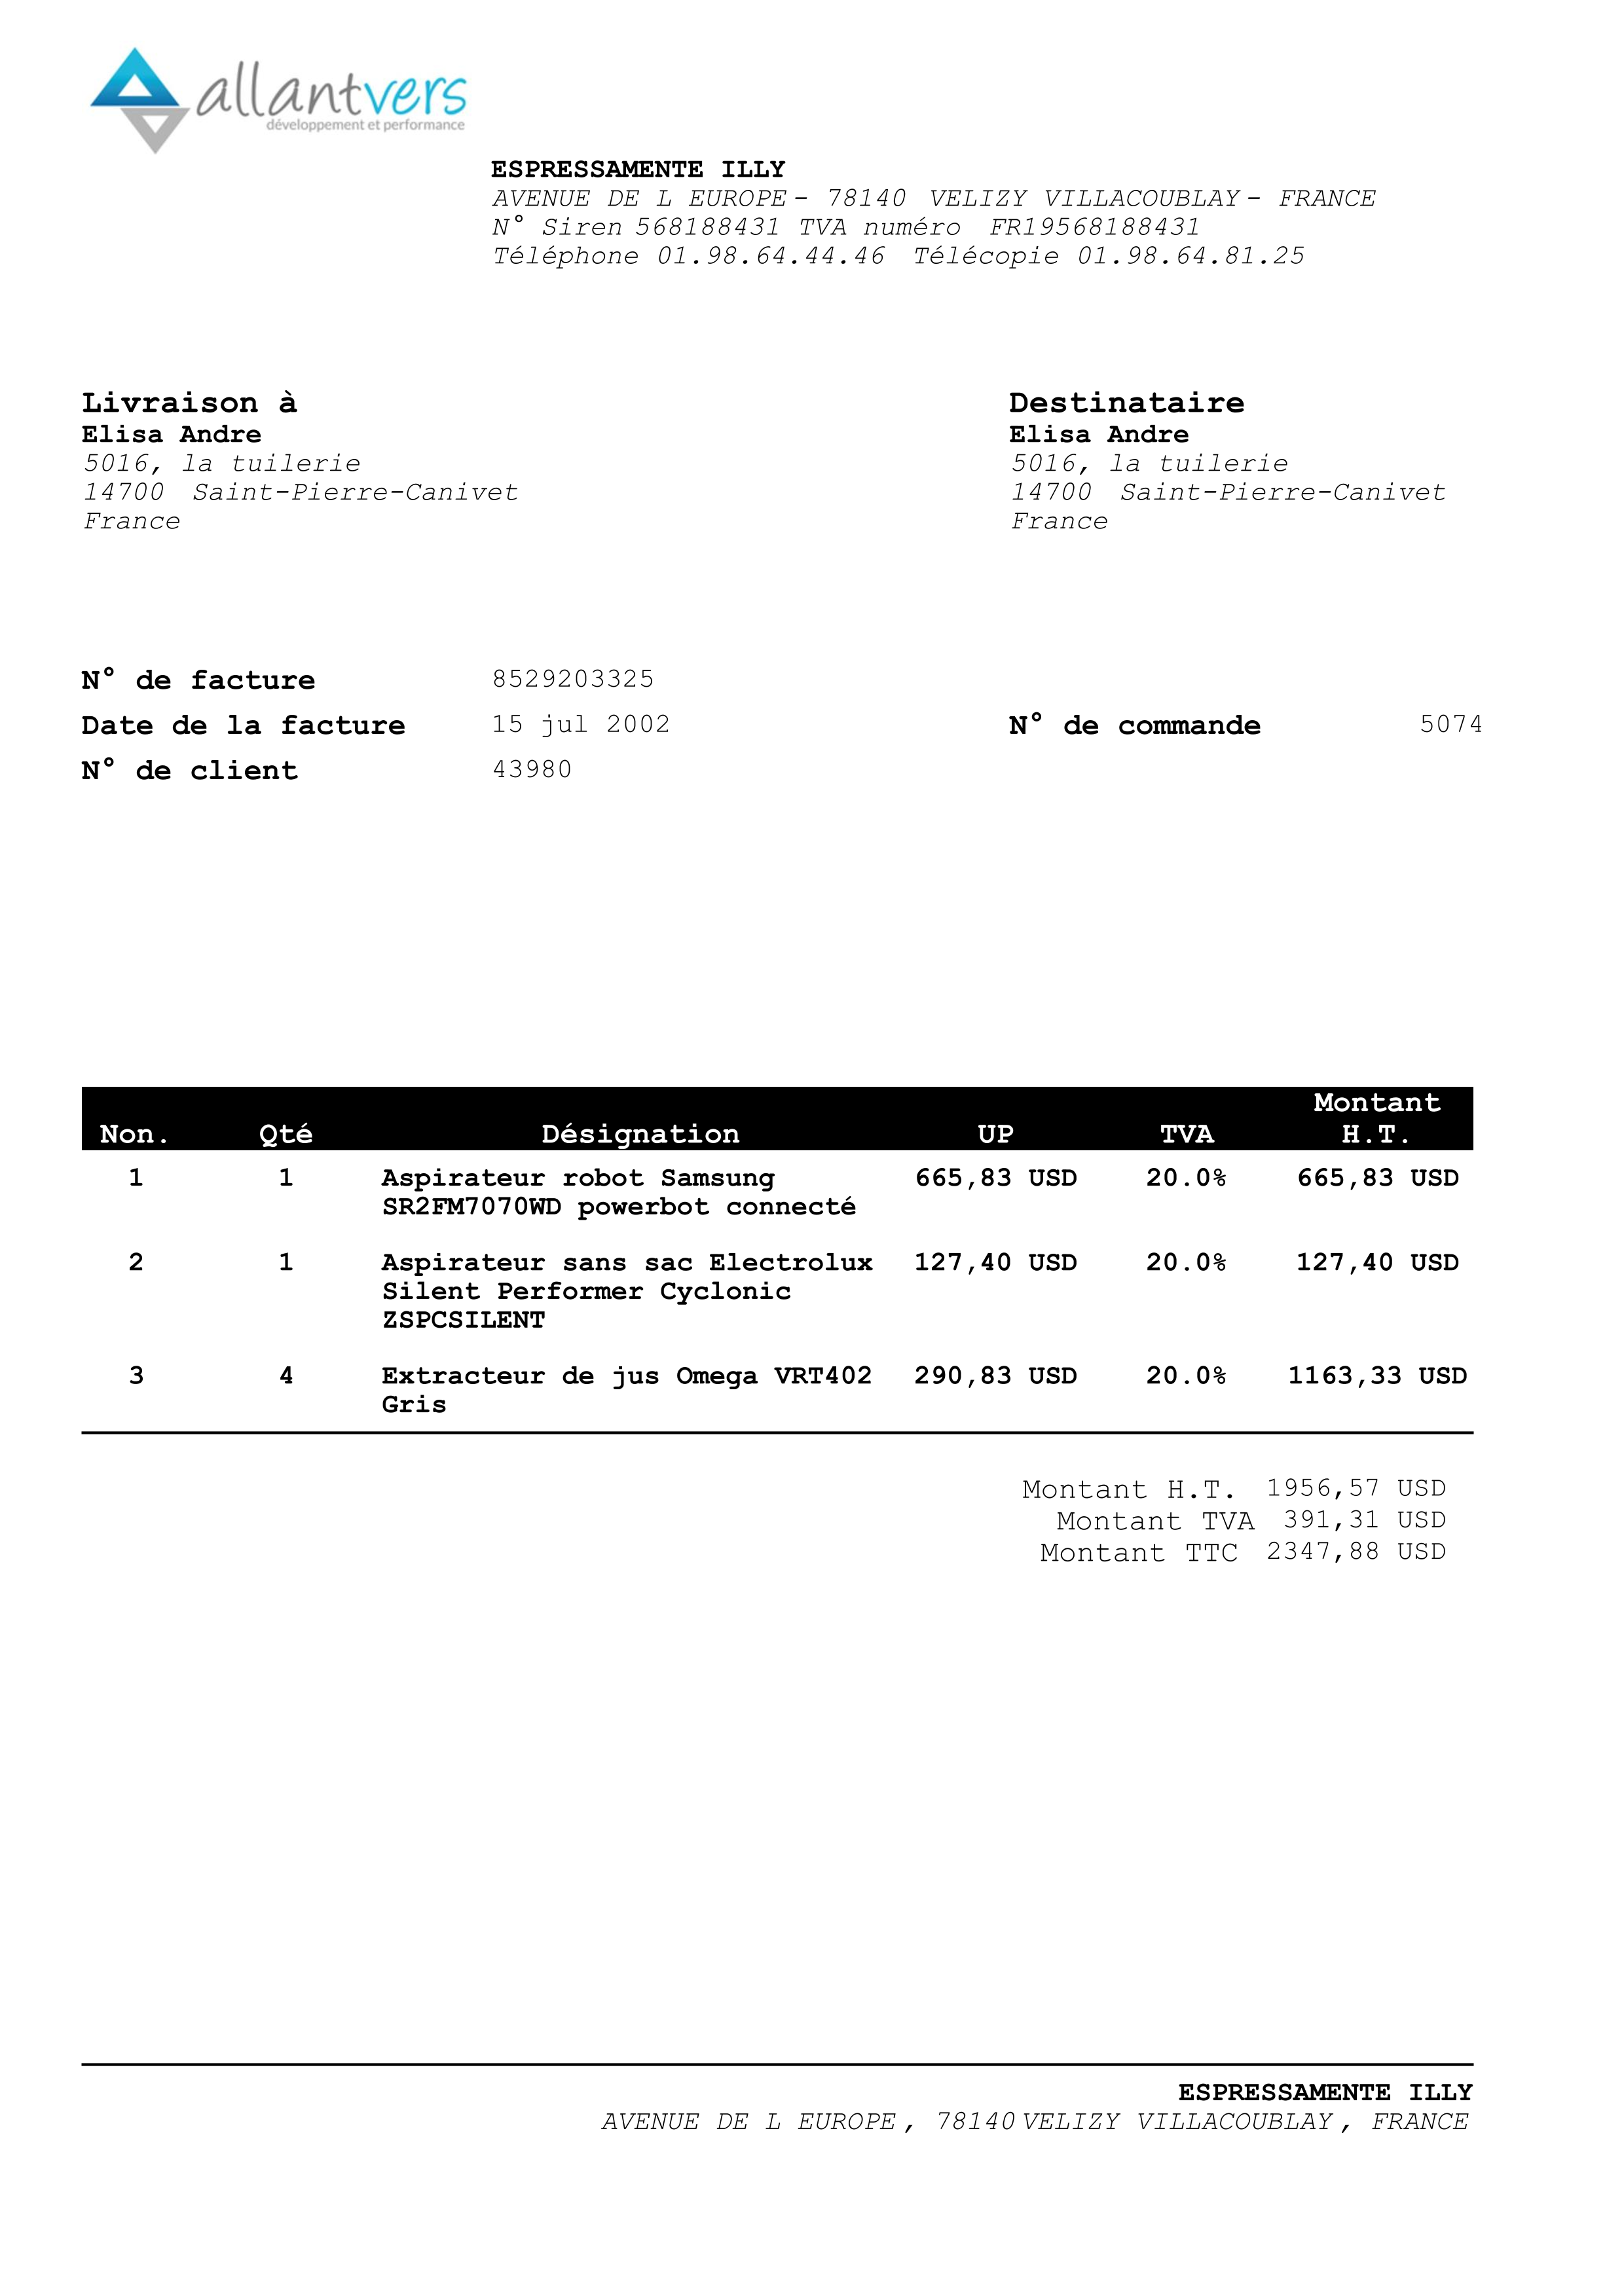 allantvers
développement et performance
ESPRESSAMENTE ILLY
AVENUE DE L EUROPE - 78140 VELIZY VILLACOUBLAY - FRANCE
N° Siren 568188431 TVA numéro FR19568188431
Téléphone 01.98.64.44.46 Télécopie 01.98.64.81.25
Livraison à
Elisa Andre
5016, la tuilerie
14700 Saint-Pierre-Canivet
France
Destinataire
Elisa Andre
5016, la tuilerie
14700 Saint-Pierre-Canivet
France
N° de facture 8529203325
Date de la facture 15 jul 2002 N° de commande 5074
N° de client 43980
Montant
Non. Qté Désignation UP TVA H.T.
1 1 Aspirateur robot Samsung 665,83 USD 20.0% 665,83 USD
SR2FM7070WD powerbot connecté
2 1 Aspirateur sans sac Electrolux 127,40 USD 20.0% 127,40 USD
Silent Performer Cyclonic
ZSPCSILENT
3 4 Extracteur de jus Omega VRT402 290,83 USD 20.0% 1163,33 USD
Gris
Montant H.T. 1956,57 USD
Montant TVA 391,31 USD
Montant TTC 2347,88 USD
ESPRESSAMENTE ILLY
AVENUE DE L EUROPE , 78140 VELIZY VILLACOUBLAY , FRANCE